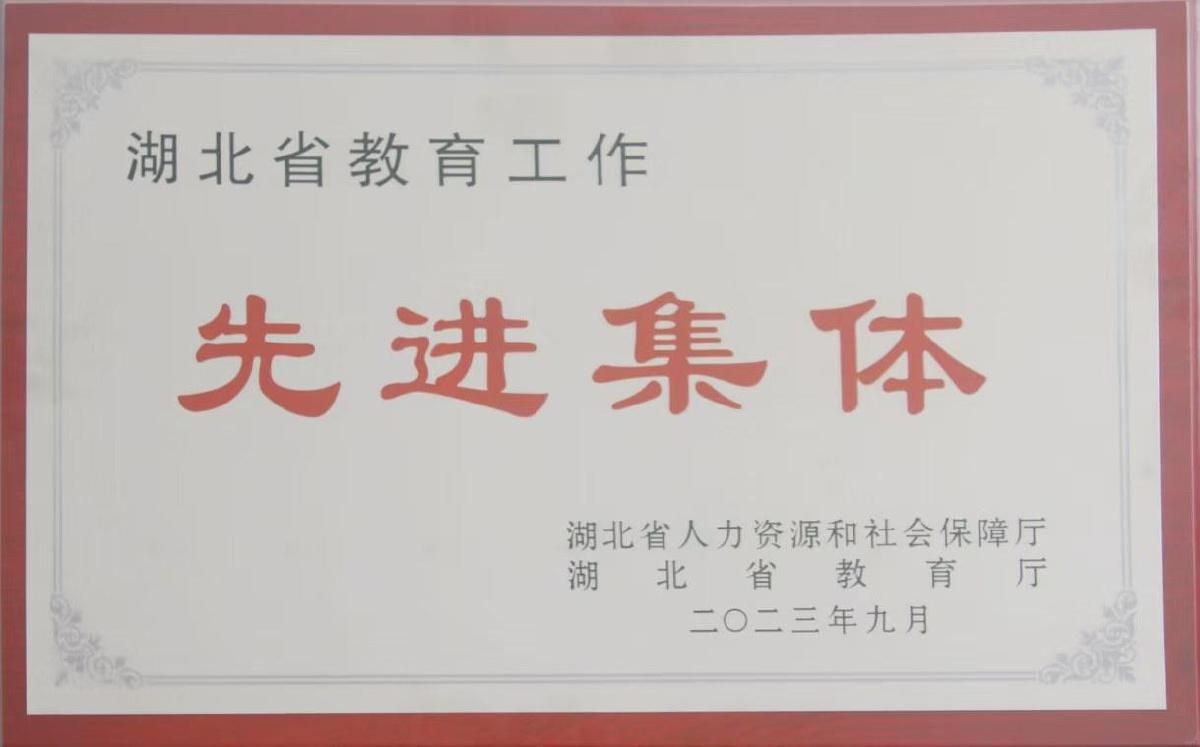 湖北省教育工作
先进集体
湖北省人力资源和社会保障厅
湖北省教育厅
二〇二三年九月